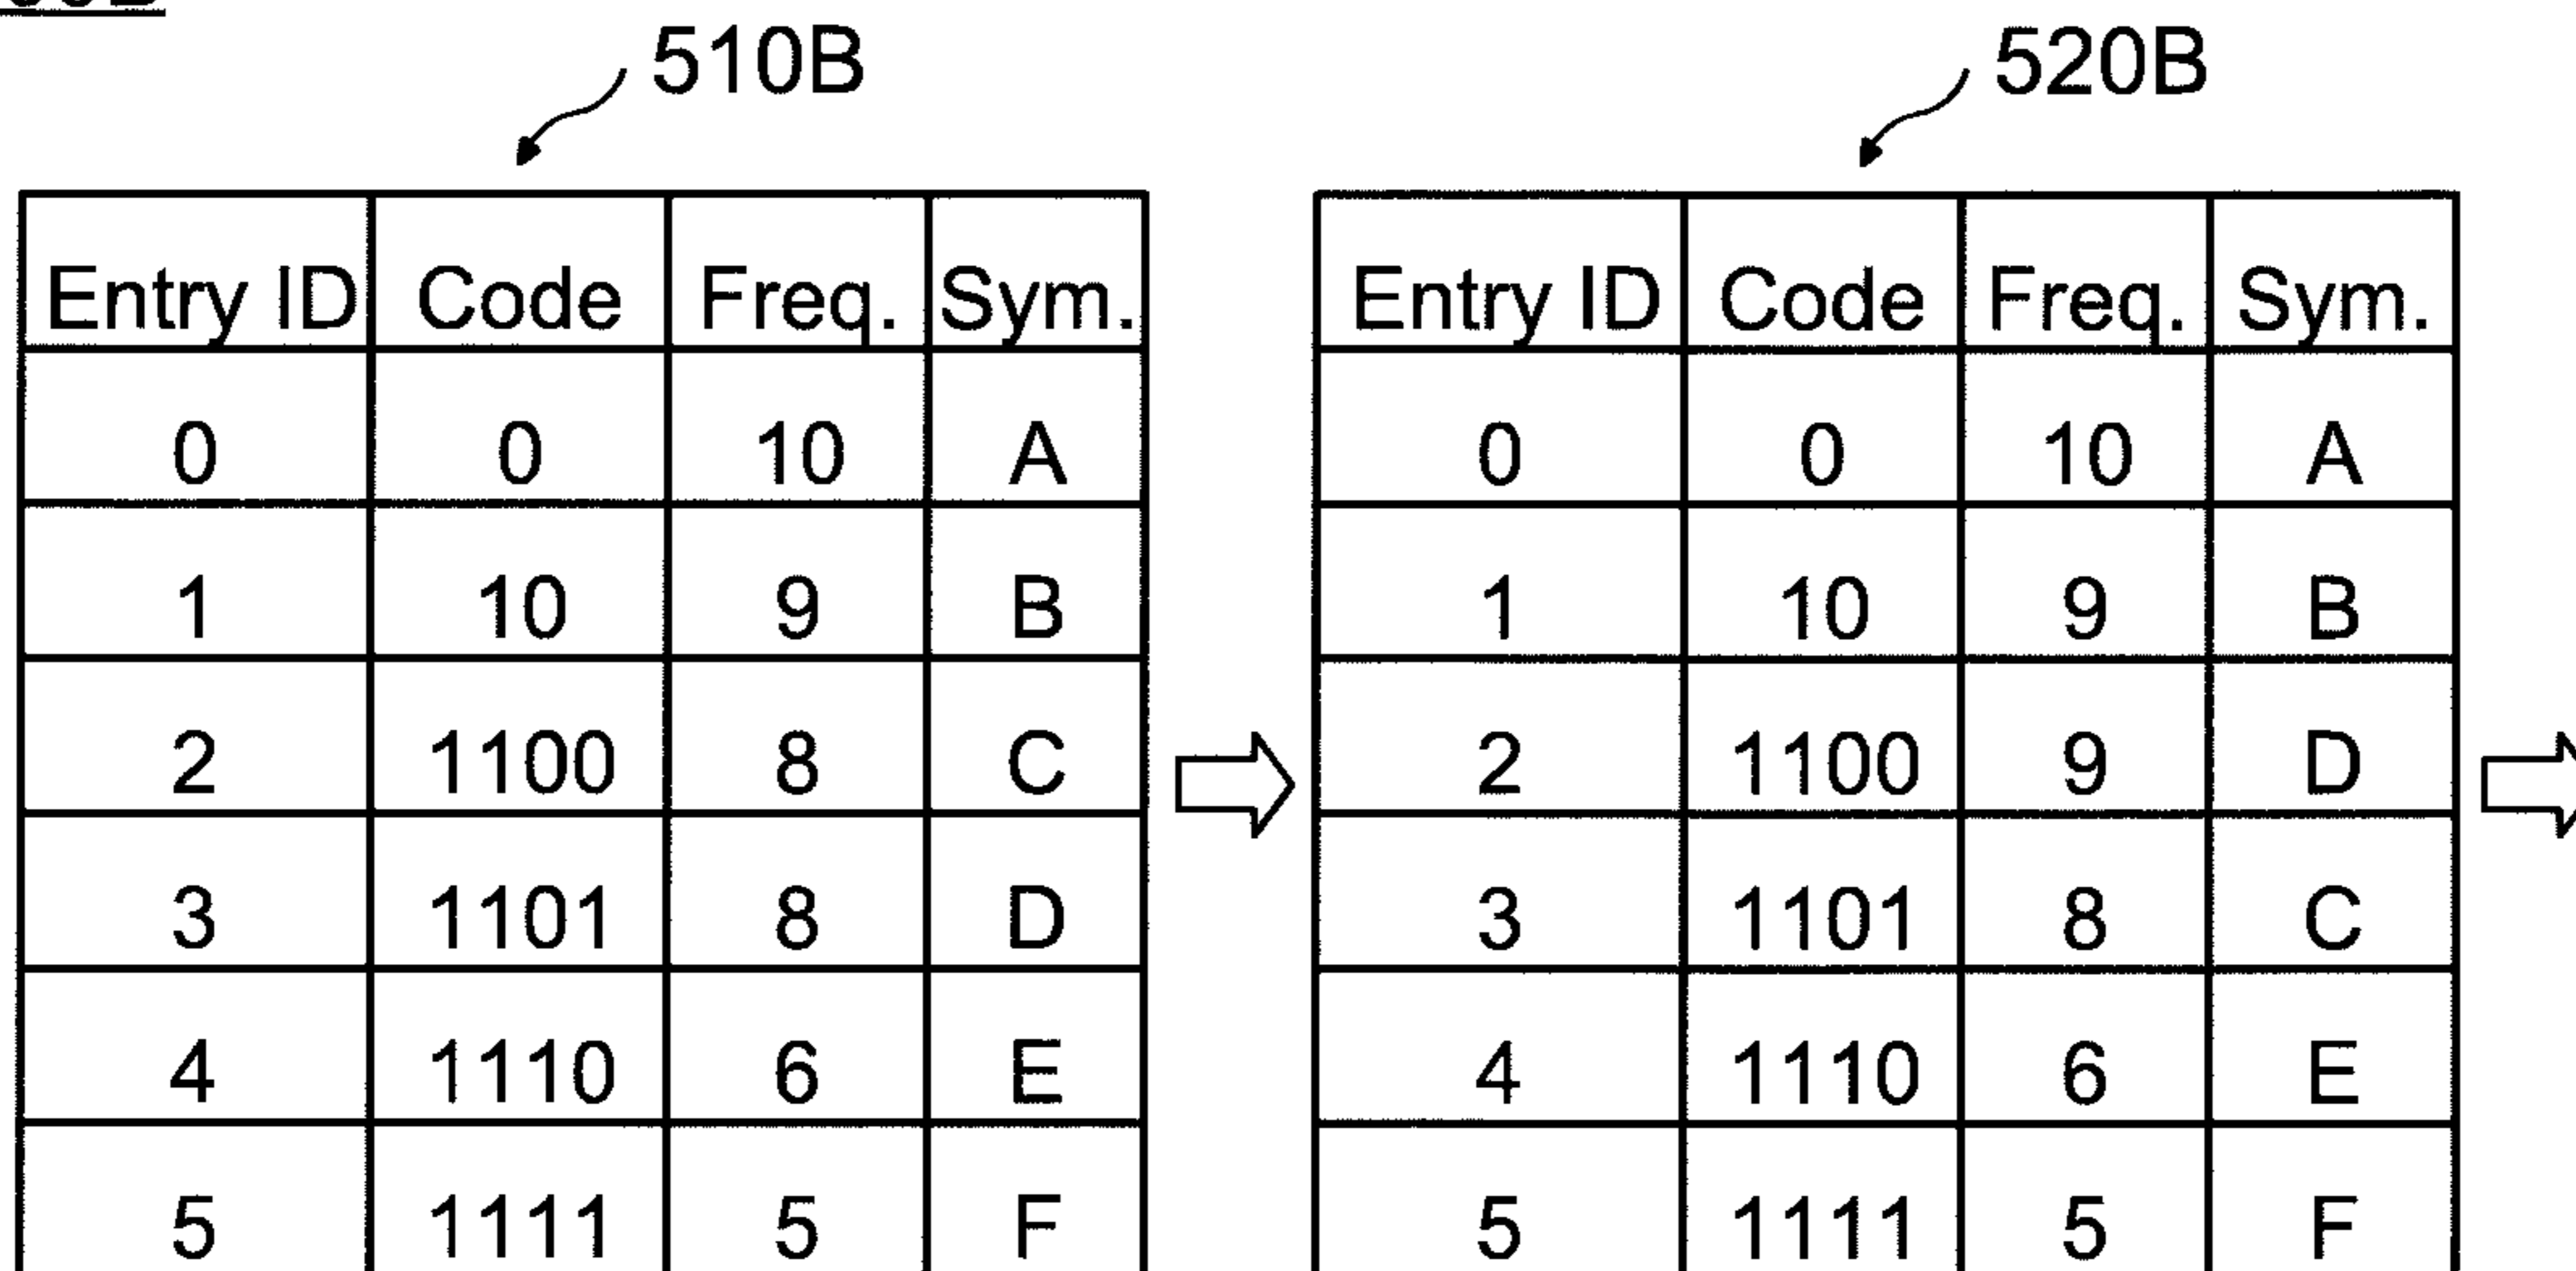 510B
520B
Entry ID Code Freq. Sym.
0 0 10 A
1 10 9 B
2 1100 8 C
3 1101 8 D
4 1110 6 E
5 1111 5 F
Entry ID Code Freq. Sym.
0 0 10 A
1 10 9 B
2 1100 9 D
3 1101 8 C
4 1110 6 E
5 1111 5 F